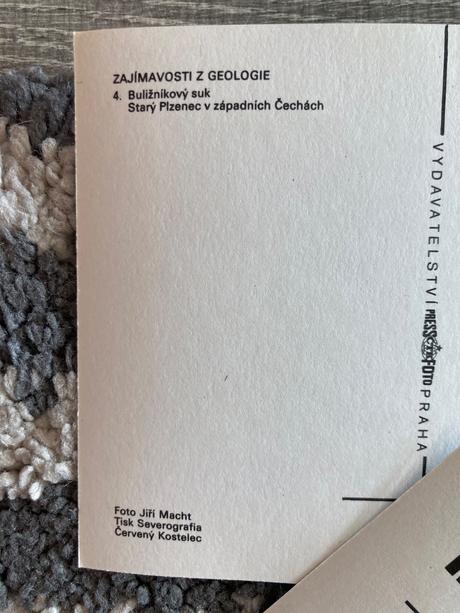 ZAJÍMAVOSTI Z GEOLOGIE
4. Buližníkový suk
Starý Plzenec v západních Čechách
VYDAVATELSTVÍ PRESSFOTO PRAHA
Foto Jiří Macht
Tisk Severografia
Červený Kostelec